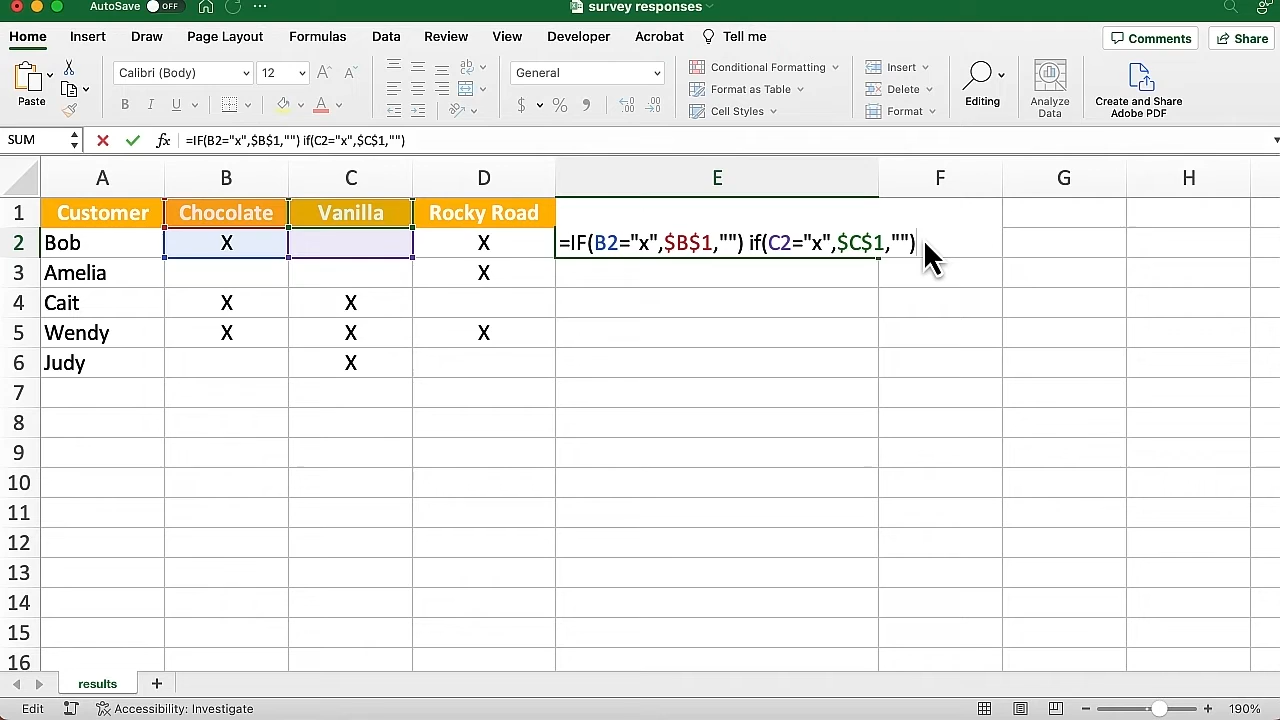 AutoSave OFF ··· survey responses
Home Insert Draw Page Layout Formulas Data Review View Developer Acrobat Tell me Comments Share
Paste Calibri (Body) 12 A A ab General Conditional Formatting Insert
Format as Table Delete
B I U A $ % Cell Styles Format Editing Analyze Data Create and Share Adobe PDF
SUM fx =IF(B2="x",$B$1,"") if(C2="x",$C$1,"")
A B C D E F G H
1 Customer Chocolate Vanilla Rocky Road
2 Bob X X =IF(B2="x",$B$1,"") if(C2="x",$C$1,"")
3 Amelia X
4 Cait X X
5 Wendy X X X
6 Judy X
7
8
9
10
11
12
13
14
15
16
results +
Edit Accessibility: Investigate 190%